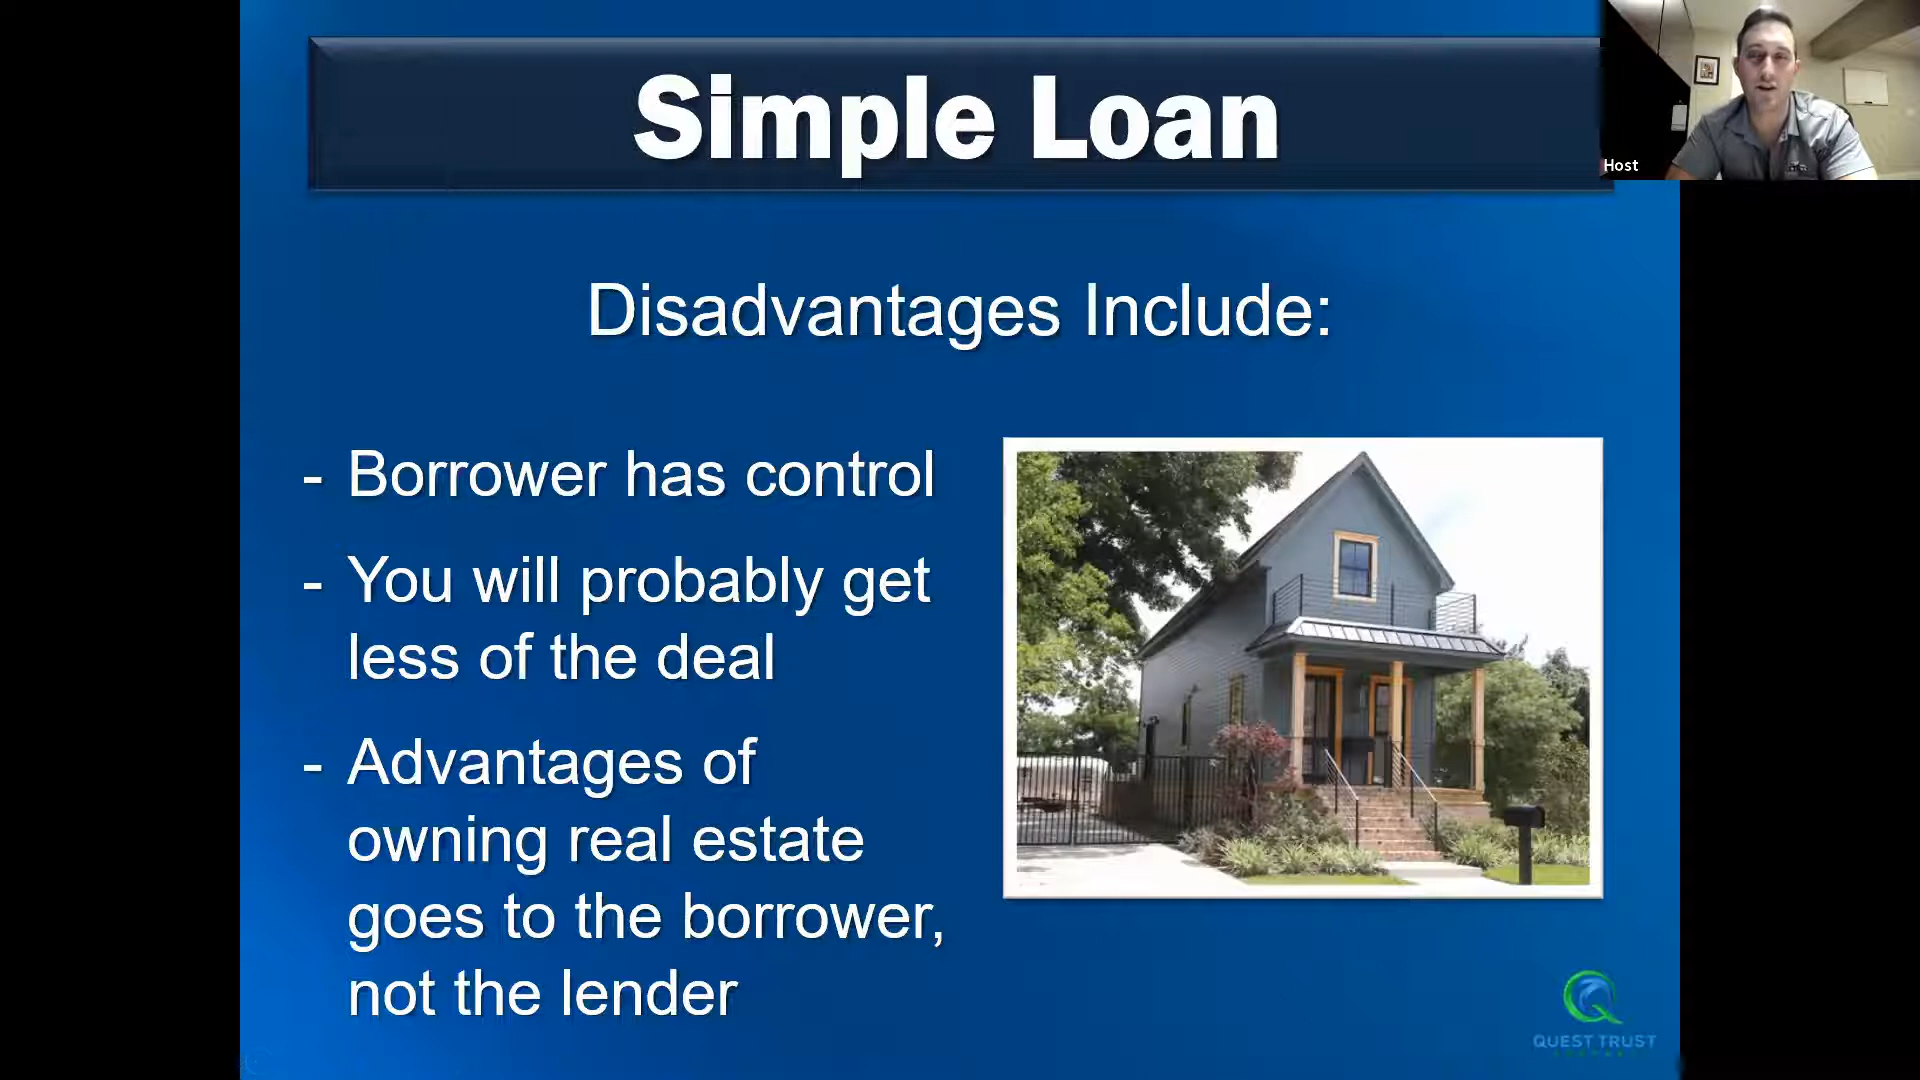 Simple Loan
Host
Disadvantages Include:
- Borrower has control
- You will probably get
less of the deal
- Advantages of
owning real estate
goes to the borrower,
not the lender
QUEST TRUST